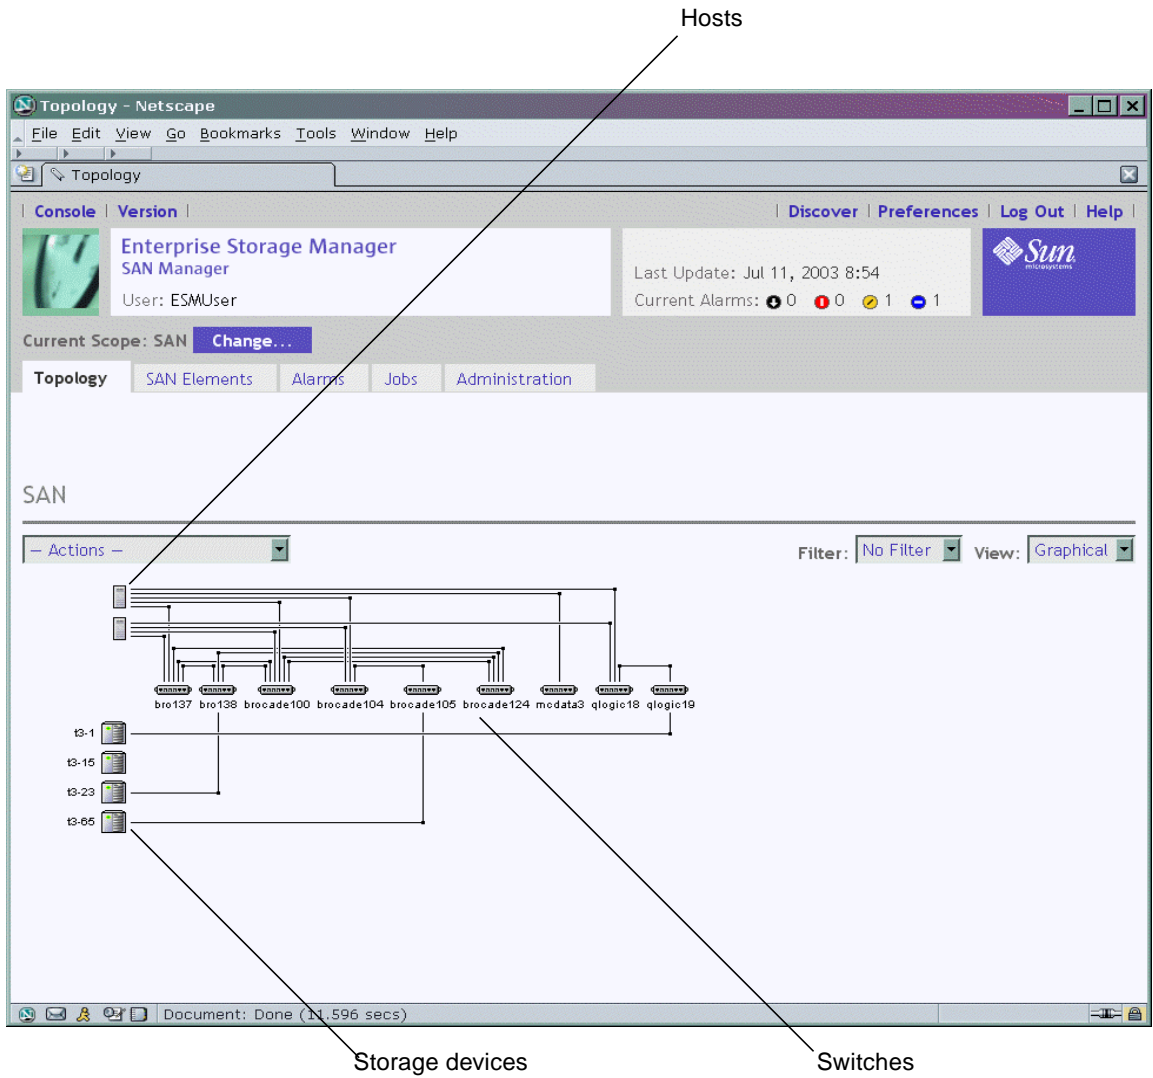 Hosts
Topology - Netscape
File Edit View Go Bookmarks Tools Window Help
Topology
Console Version Discover Preferences Log Out Help
Enterprise Storage Manager
SAN Manager
User: ESMUser
Last Update: Jul 11, 2003 8:54
Current Alarms: 0 0 1 1
Sun
microsystems
Current Scope: SAN Change...
Topology SAN Elements Alarms Jobs Administration
SAN
— Actions — Filter: No Filter View: Graphical
bro137 bro138 brocade100 brocade104 brocade105 brocade124 mcdata3 qlogic18 qlogic19
t3-1
t3-15
t3-23
t3-65
Document: Done (11.596 secs)
Storage devices Switches